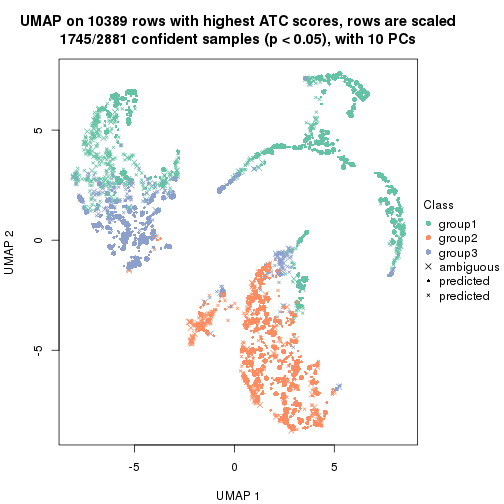 UMAP on 10389 rows with highest ATC scores, rows are scaled
1745/2881 confident samples (p < 0.05), with 10 PCs
5
0
-5
UMAP 2
-5
0
5
UMAP 1
Class
group1
group2
group3
ambiguous
predicted
predicted